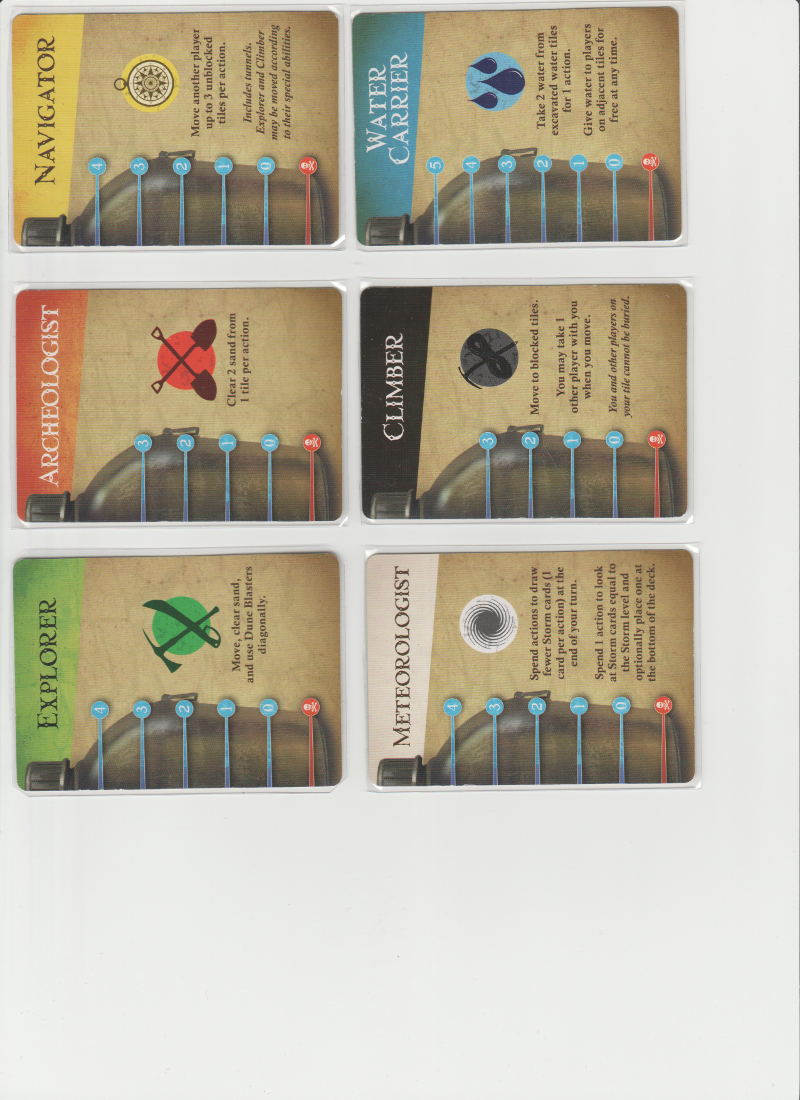 NAVIGATOR
Move another player
up to 3 unblocked
tiles per action.
Includes tunnels.
Explorer and Climber
may be moved according
to their special abilities.
4
3
2
1
0
WATER
CARRIER
Take 2 water from
excavated water tiles
for 1 action.
Give water to players
on adjacent tiles for
free at any time.
5
4
3
2
1
0
ARCHEOLOGIST
Clear 2 sand from
1 tile per action.
3
2
1
0
CLIMBER
Move to blocked tiles.
You may take 1
other player with you
when you move.
You and other players on
your tile cannot be buried.
3
2
1
0
EXPLORER
Move, clear sand,
and use Dune Blasters
diagonally.
4
3
2
1
0
METEOROLOGIST
Spend actions to draw
fewer Storm cards (1
card per action) at the
end of your turn.
Spend 1 action to look
at Storm cards equal to
the Storm level and
optionally place one at
the bottom of the deck.
4
3
2
1
0